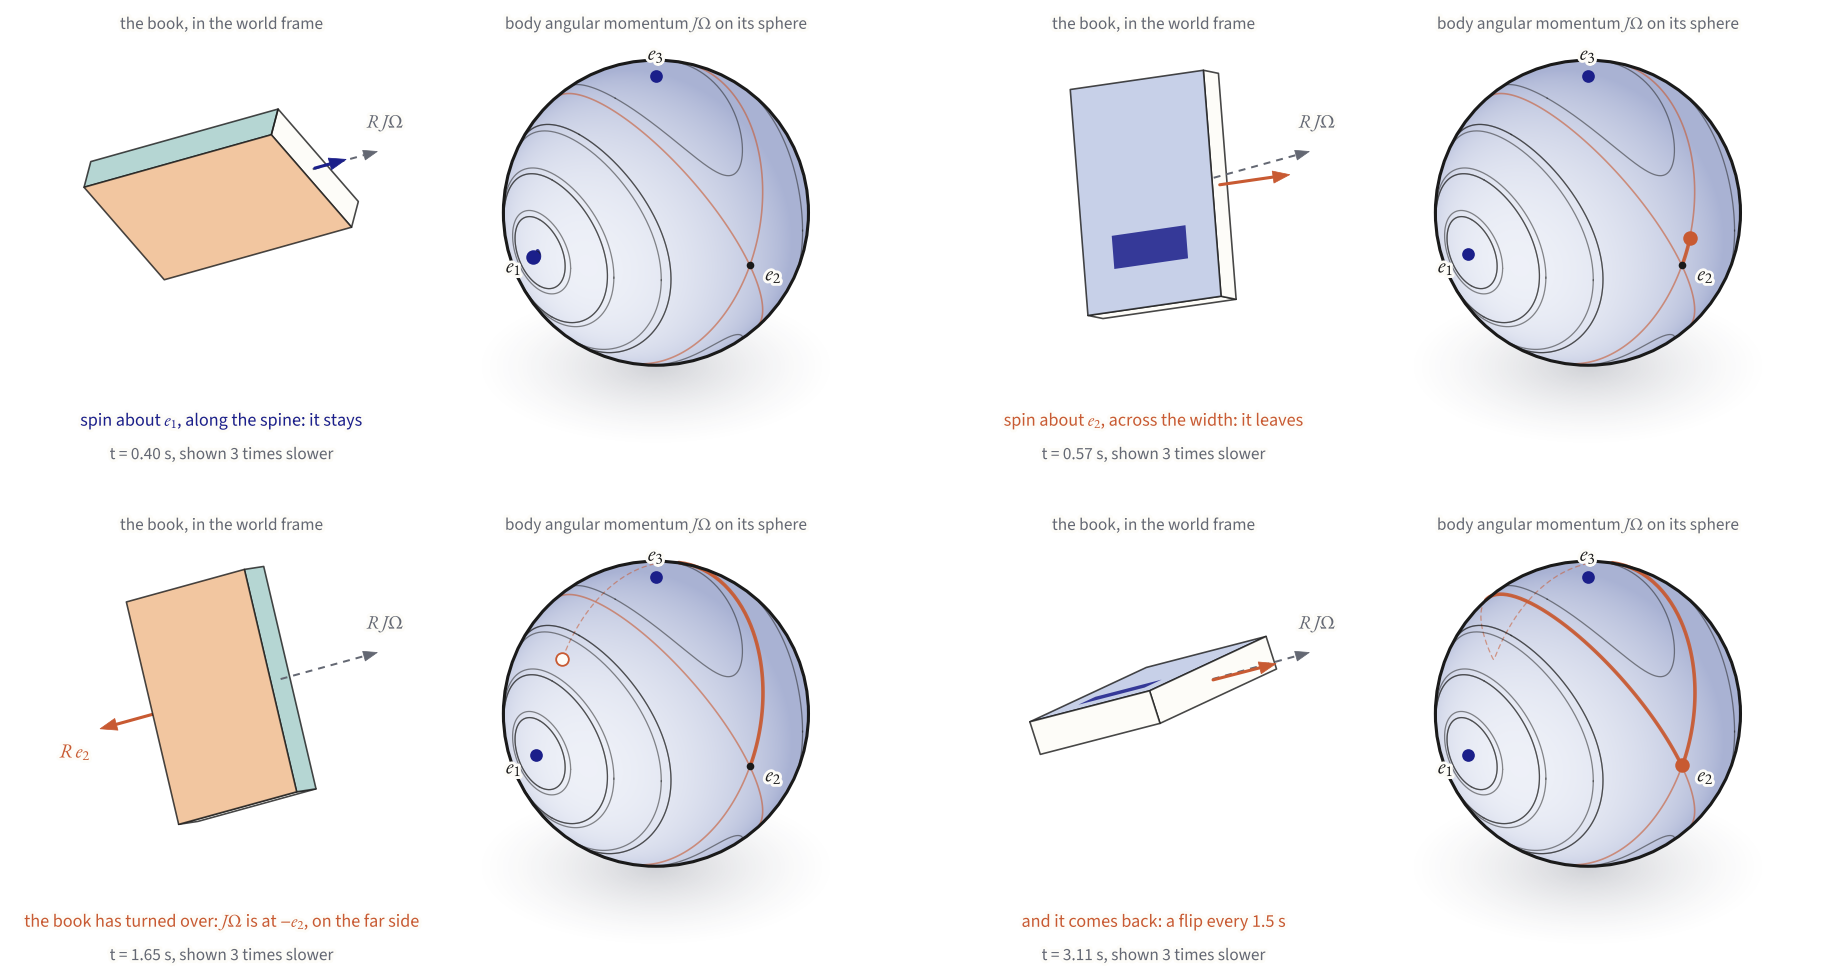 the book, in the world frame
body angular momentum JΩ on its sphere
e3
RJΩ
e1
e2
spin about e1, along the spine: it stays
t = 0.40 s, shown 3 times slower
the book, in the world frame
body angular momentum JΩ on its sphere
e3
RJΩ
e1
e2
spin about e2, across the width: it leaves
t = 0.57 s, shown 3 times slower
the book, in the world frame
body angular momentum JΩ on its sphere
e3
RJΩ
R e2
e1
e2
the book has turned over: JΩ is at −e2, on the far side
t = 1.65 s, shown 3 times slower
the book, in the world frame
body angular momentum JΩ on its sphere
e3
RJΩ
e1
e2
and it comes back: a flip every 1.5 s
t = 3.11 s, shown 3 times slower